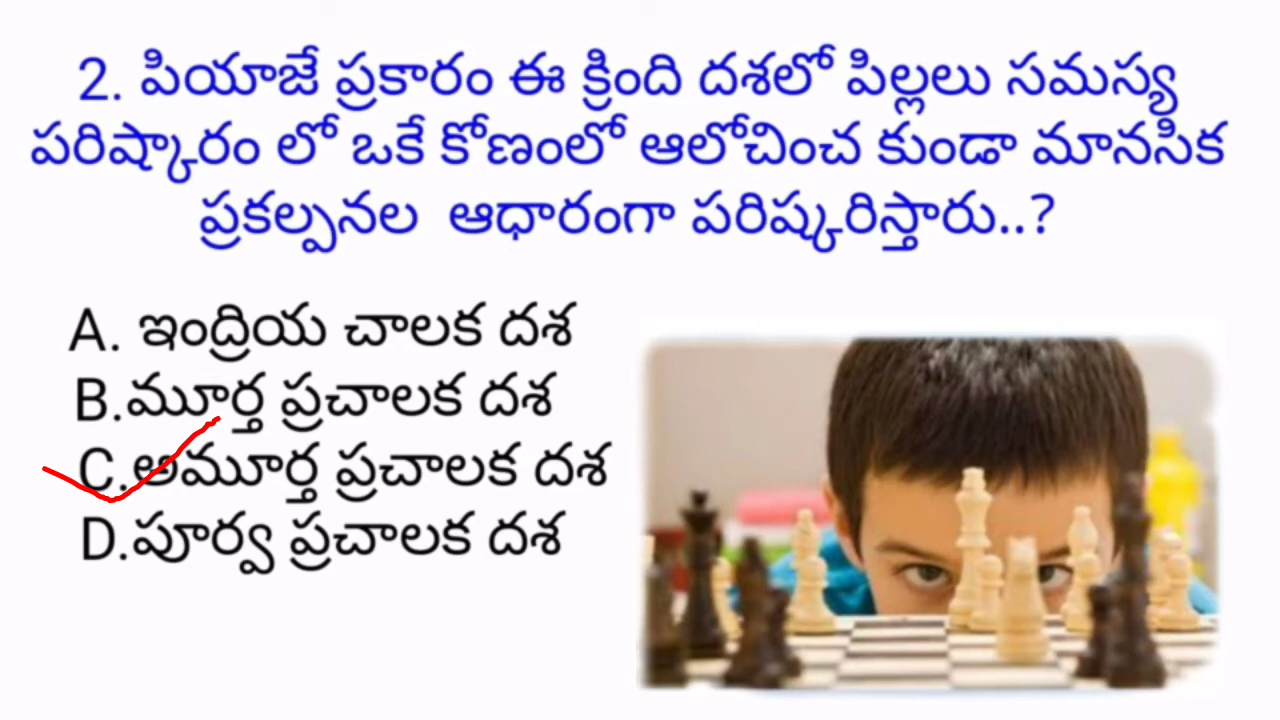 2. పియాజే ప్రకారం ఈ క్రింది దశలో పిల్లలు సమస్య
పరిష్కారం లో ఒకే కోణంలో ఆలోచించ కుండా మానసిక
ప్రకల్పనల ఆధారంగా పరిష్కరిస్తారు..?
A. ఇంద్రియ చాలక దశ
B.మూర్త ప్రచాలక దశ
C.అమూర్త ప్రచాలక దశ
D.పూర్వ ప్రచాలక దశ